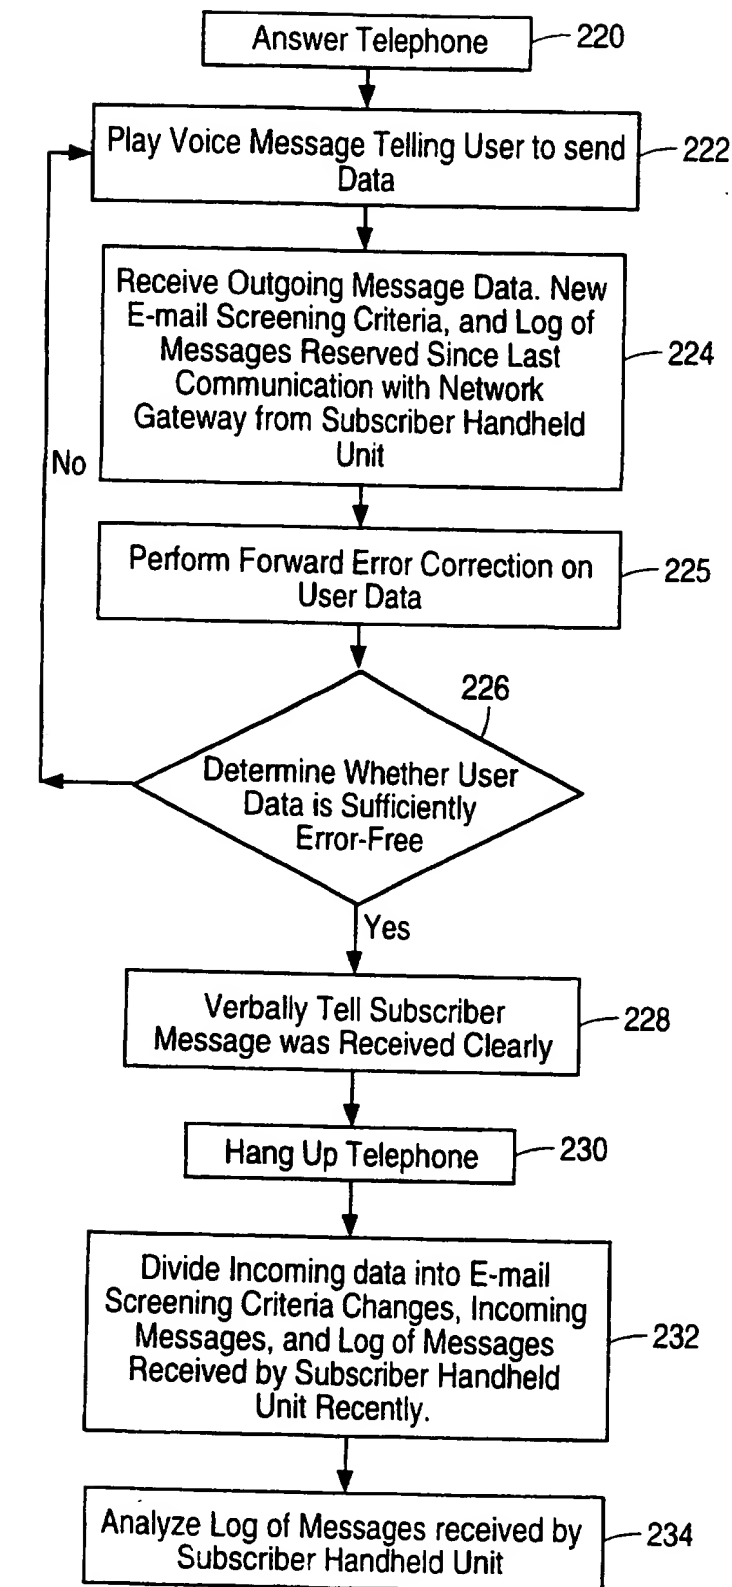 Answer Telephone
220
Play Voice Message Telling User to send
Data
222
Receive Outgoing Message Data. New
E-mail Screening Criteria, and Log of
Messages Reserved Since Last
Communication with Network
Gateway from Subscriber Handheld
Unit
224
No
Perform Forward Error Correction on
User Data
225
226
Determine Whether User
Data is Sufficiently
Error-Free
Yes
Verbally Tell Subscriber
Message was Received Clearly
228
Hang Up Telephone
230
Divide Incoming data into E-mail
Screening Criteria Changes, Incoming
Messages, and Log of Messages
Received by Subscriber Handheld
Unit Recently.
232
Analyze Log of Messages received by
Subscriber Handheld Unit
234